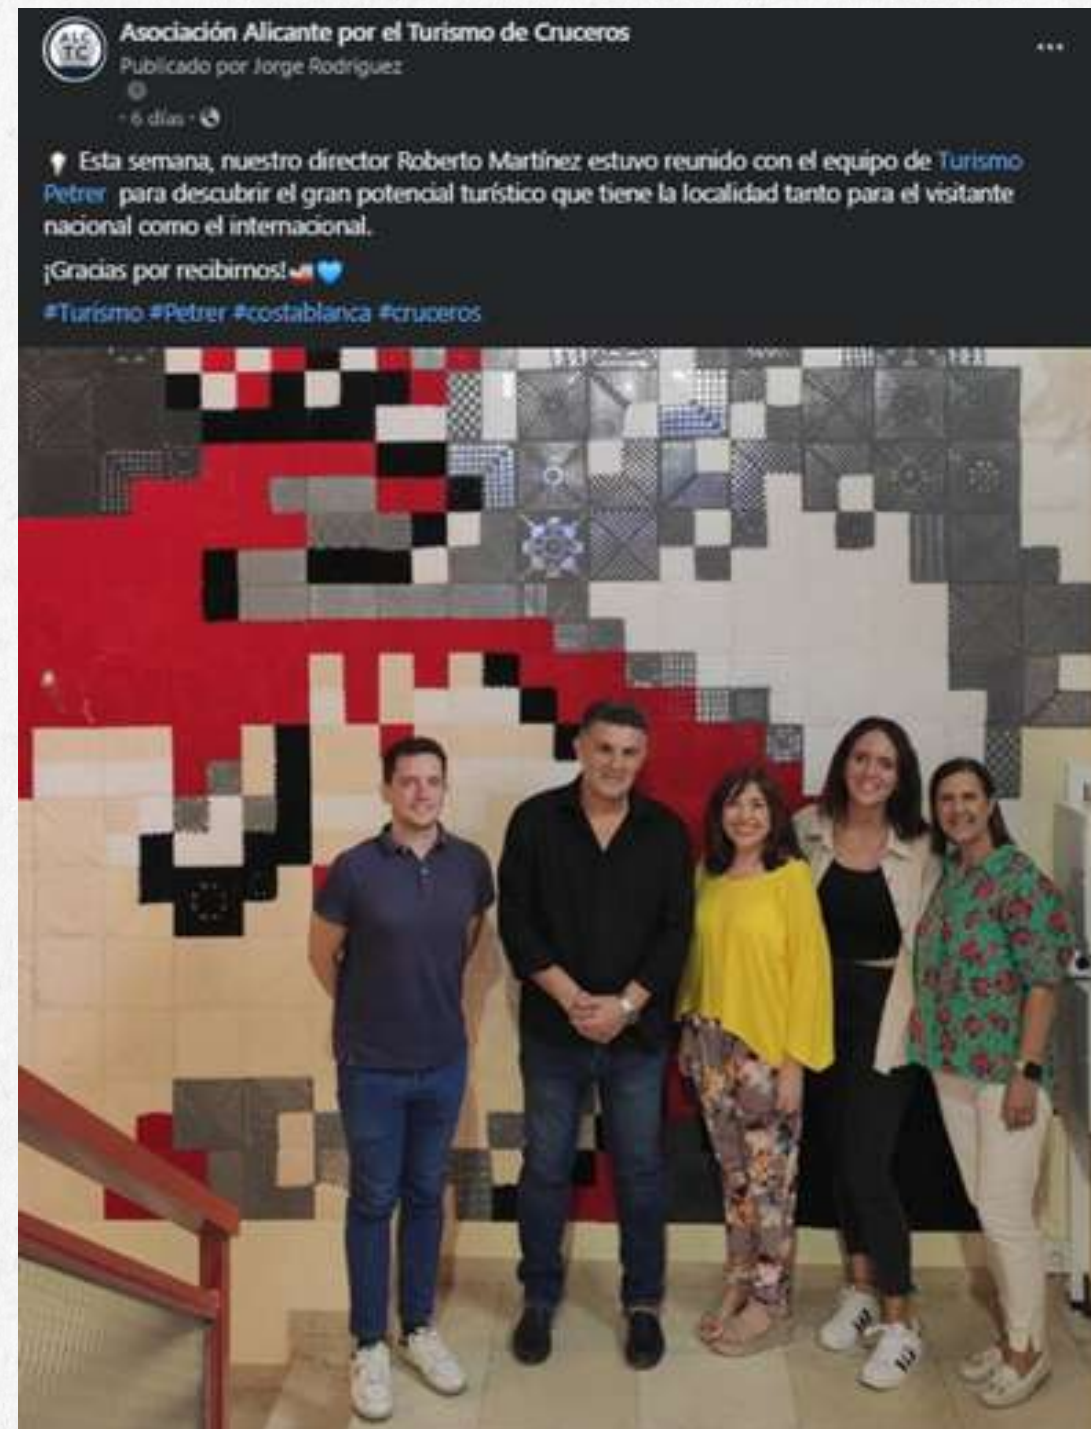 ALC
TC
Asociación Alicante por el Turismo de Cruceros
Publicado por Jorge Rodriguez
· 6 días ·
Esta semana, nuestro director Roberto Martínez estuvo reunido con el equipo de Turismo
Petrer para descubrir el gran potencial turístico que tiene la localidad tanto para el visitante
nacional como el internacional.
¡Gracias por recibirnos!
#Turismo #Petrer #costablanca #cruceros